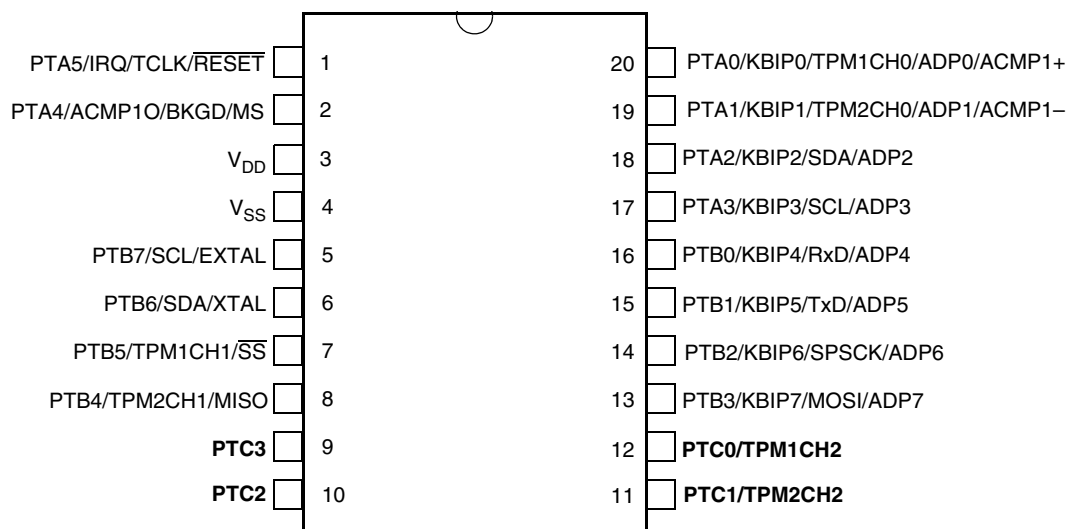 PTA5/IRQ/TCLK/RESET 1 20 PTA0/KBIP0/TPM1CH0/ADP0/ACMP1+
PTA4/ACMP1O/BKGD/MS 2 19 PTA1/KBIP1/TPM2CH0/ADP1/ACMP1–
VDD 3 18 PTA2/KBIP2/SDA/ADP2
VSS 4 17 PTA3/KBIP3/SCL/ADP3
PTB7/SCL/EXTAL 5 16 PTB0/KBIP4/RxD/ADP4
PTB6/SDA/XTAL 6 15 PTB1/KBIP5/TxD/ADP5
PTB5/TPM1CH1/SS 7 14 PTB2/KBIP6/SPSCK/ADP6
PTB4/TPM2CH1/MISO 8 13 PTB3/KBIP7/MOSI/ADP7
PTC3 9 12 PTC0/TPM1CH2
PTC2 10 11 PTC1/TPM2CH2